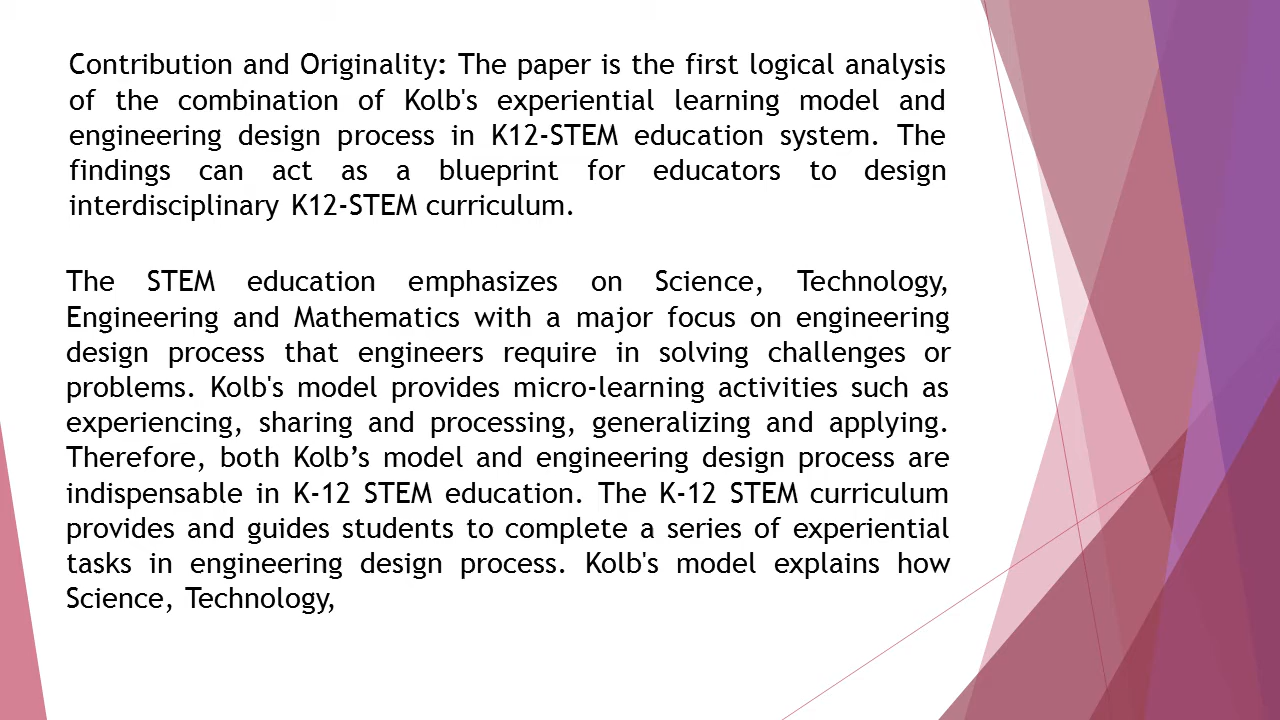 Contribution and Originality: The paper is the first logical analysis
of the combination of Kolb's experiential learning model and
engineering design process in K12-STEM education system. The
findings can act as a blueprint for educators to design
interdisciplinary K12-STEM curriculum.
The STEM education emphasizes on Science, Technology,
Engineering and Mathematics with a major focus on engineering
design process that engineers require in solving challenges or
problems. Kolb's model provides micro-learning activities such as
experiencing, sharing and processing, generalizing and applying.
Therefore, both Kolb’s model and engineering design process are
indispensable in K-12 STEM education. The K-12 STEM curriculum
provides and guides students to complete a series of experiential
tasks in engineering design process. Kolb's model explains how
Science, Technology,